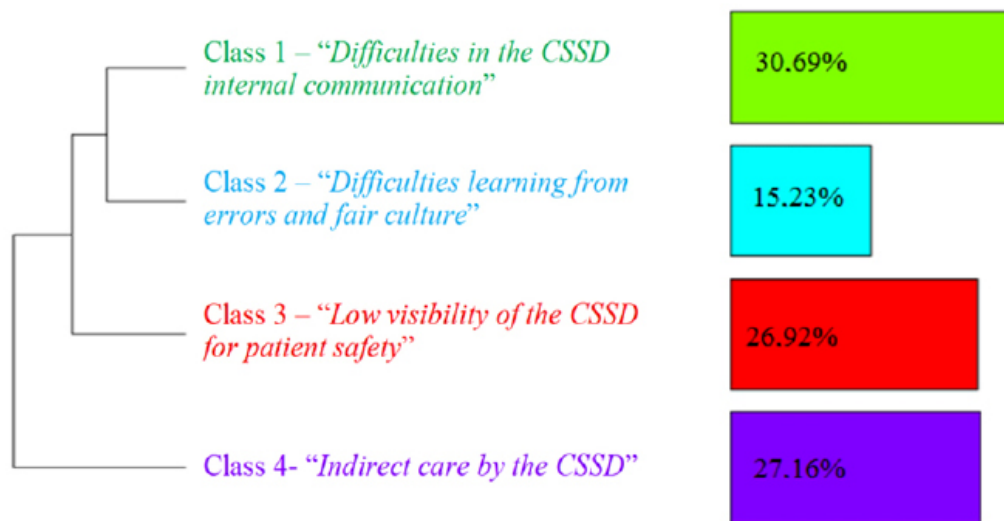 Class 1 – “Difficulties in the CSSD
internal communication”
30.69%
Class 2 – “Difficulties learning from
errors and fair culture”
15.23%
Class 3 – “Low visibility of the CSSD
for patient safety”
26.92%
Class 4- “Indirect care by the CSSD”
27.16%